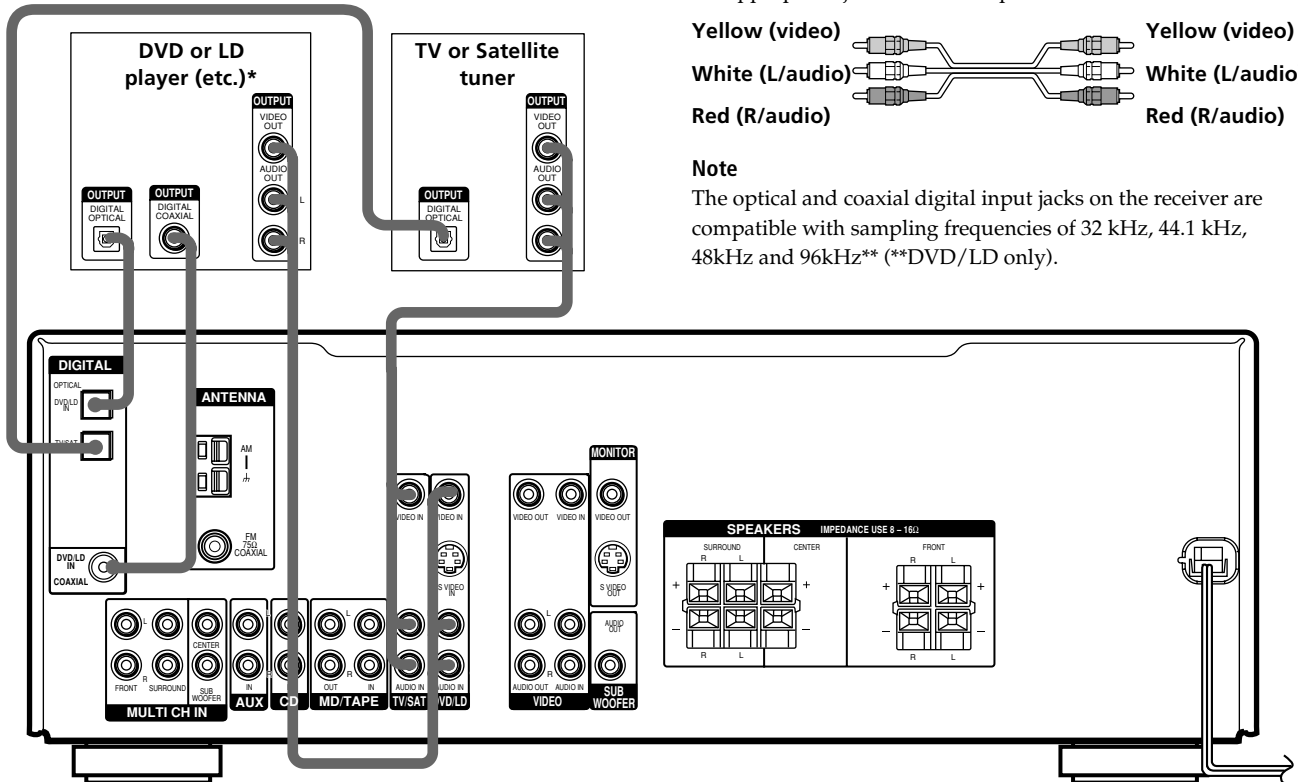 DVD or LD
player (etc.)*
OUTPUT
VIDEO
OUT
AUDIO
OUT
L
R
OUTPUT
DIGITAL
OPTICAL
OUTPUT
DIGITAL
COAXIAL
TV or Satellite
tuner
OUTPUT
VIDEO
OUT
AUDIO
OUT
OUTPUT
DIGITAL
OPTICAL
Yellow (video)
White (L/audio)
Red (R/audio)
Yellow (video)
White (L/audio
Red (R/audio)
Note
The optical and coaxial digital input jacks on the receiver are
compatible with sampling frequencies of 32 kHz, 44.1 kHz,
48kHz and 96kHz** (**DVD/LD only).
DIGITAL
OPTICAL
DVD/LD
IN
TV/SAT
DVD/LD
IN
COAXIAL
ANTENNA
AM
FM
75Ω
COAXIAL
L
R
CENTER
FRONT
SURROUND
SUB
WOOFER
MULTI CH IN
L
R
IN
AUX
CD
L
R
OUT
IN
MD/TAPE
VIDEO IN
AUDIO IN
TV/SAT
VIDEO IN
S VIDEO
IN
AUDIO IN
DVD/LD
VIDEO OUT
VIDEO IN
L
R
AUDIO OUT
AUDIO IN
VIDEO
MONITOR
VIDEO OUT
S VIDEO
OUT
AUDIO
OUT
SUB
WOOFER
SPEAKERS
IMPEDANCE USE 8 – 16Ω
SURROUND
CENTER
FRONT
R
L
R
L
+
+
+
+
–
–
–
–
R
L
R
L